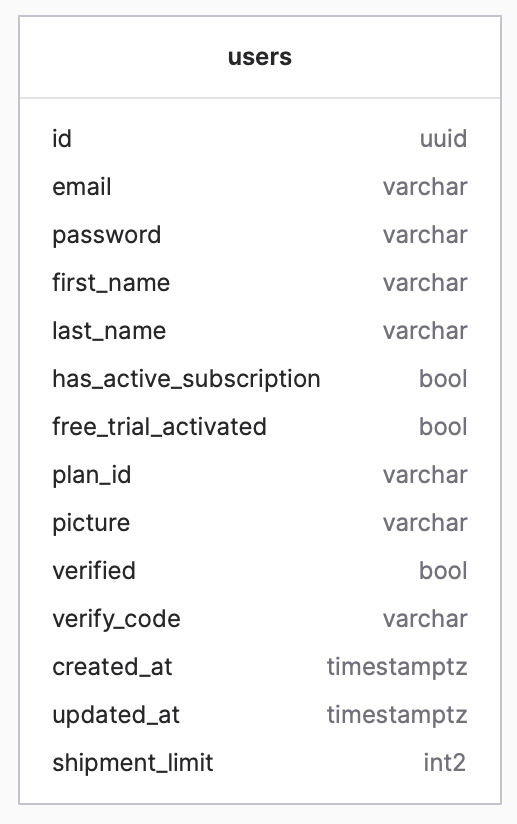 users
id uuid
email varchar
password varchar
first_name varchar
last_name varchar
has_active_subscription bool
free_trial_activated bool
plan_id varchar
picture varchar
verified bool
verify_code varchar
created_at timestamptz
updated_at timestamptz
shipment_limit int2